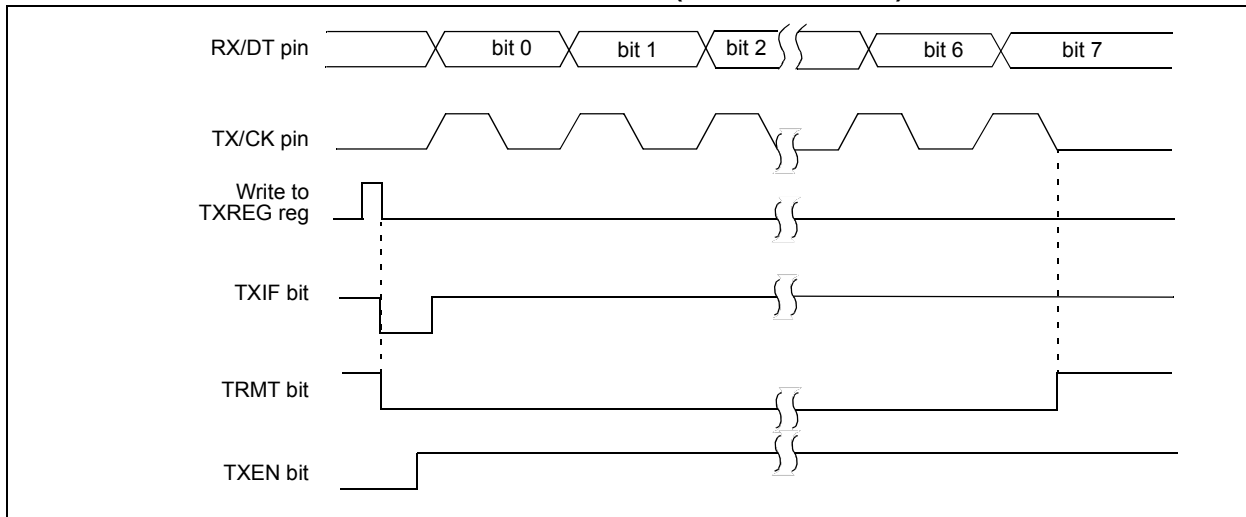 RX/DT pin
bit 0
bit 1
bit 2
bit 6
bit 7
TX/CK pin
Write to
TXREG reg
TXIF bit
TRMT bit
TXEN bit